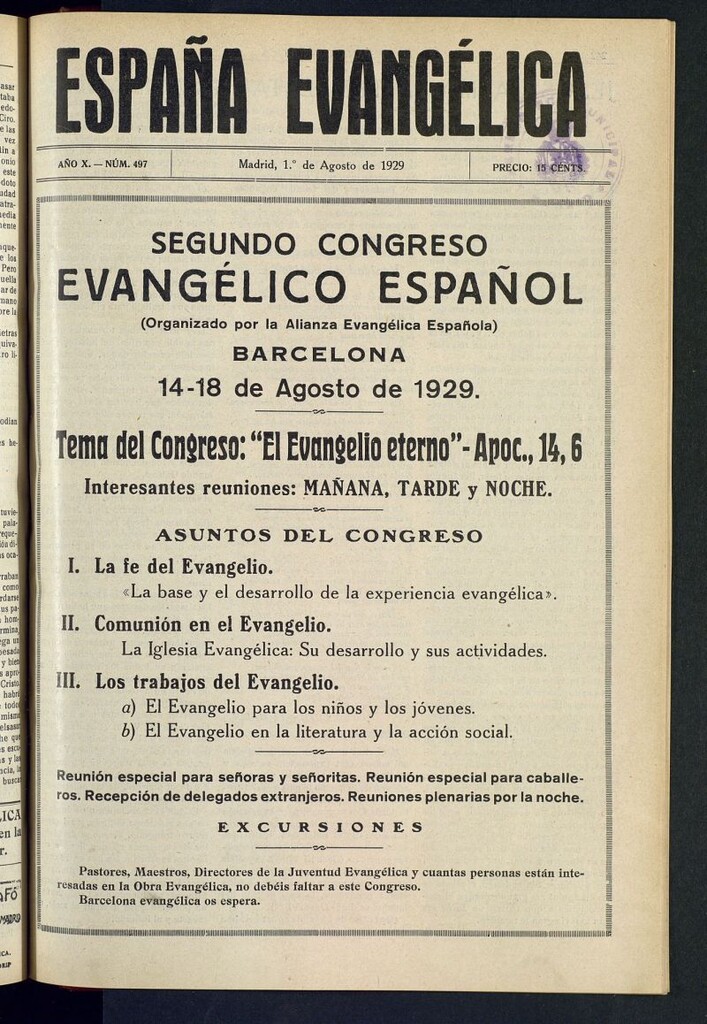 ESPAÑA EVANGÉLICA
AÑO X. — NÚM. 497
Madrid, 1.º de Agosto de 1929
PRECIO: 15 CENTS.
SEGUNDO CONGRESO
EVANGÉLICO ESPAÑOL
(Organizado por la Alianza Evangélica Española)
BARCELONA
14-18 de Agosto de 1929.
Tema del Congreso: "El Evangelio eterno" - Apoc., 14, 6
Interesantes reuniones: MAÑANA, TARDE y NOCHE.
ASUNTOS DEL CONGRESO
I. La fe del Evangelio.
«La base y el desarrollo de la experiencia evangélica».
II. Comunión en el Evangelio.
La Iglesia Evangélica: Su desarrollo y sus actividades.
III. Los trabajos del Evangelio.
a) El Evangelio para los niños y los jóvenes.
b) El Evangelio en la literatura y la acción social.
Reunión especial para señoras y señoritas. Reunión especial para caballe-
ros. Recepción de delegados extranjeros. Reuniones plenarias por la noche.
EXCURSIONES
Pastores, Maestros, Directores de la Juventud Evangélica y cuantas personas están inte-
resadas en la Obra Evangélica, no debéis faltar a este Congreso.
Barcelona evangélica os espera.